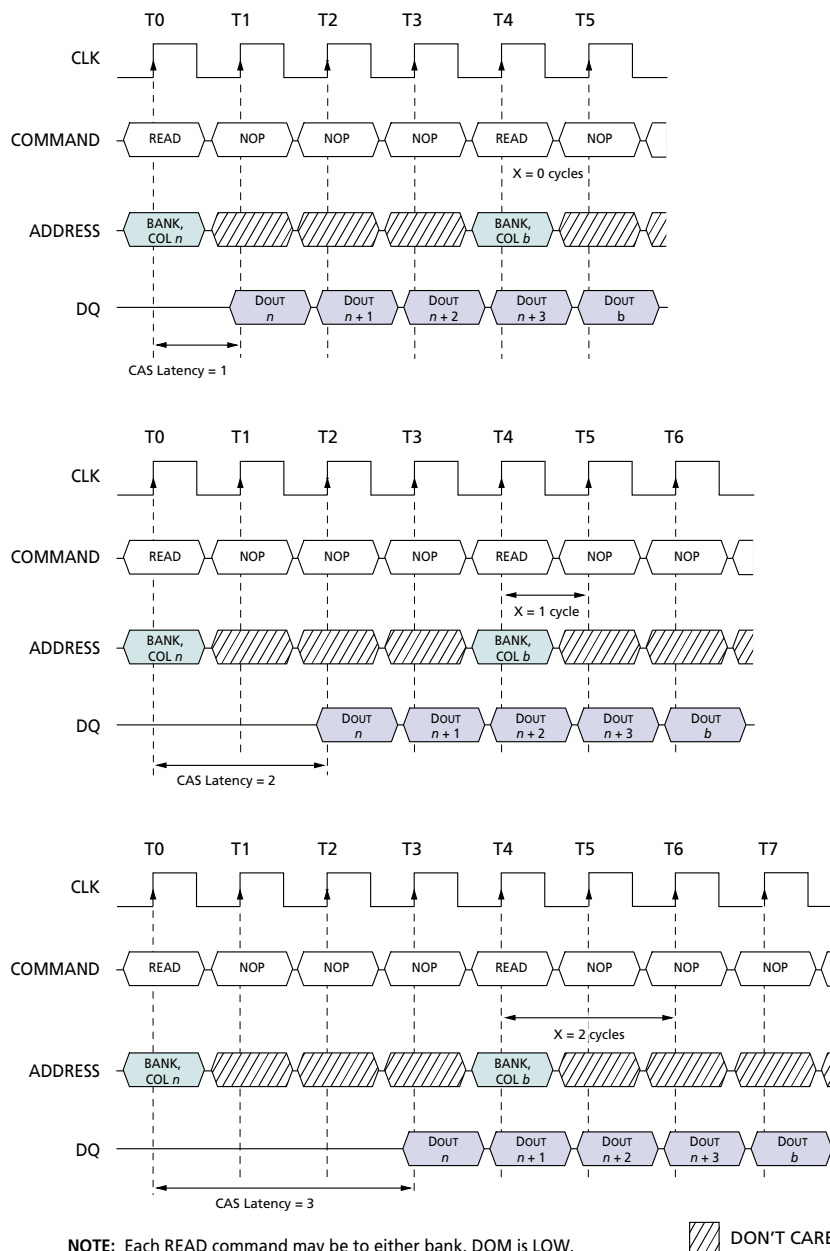 T0 T1 T2 T3 T4 T5
CLK
COMMAND READ NOP NOP NOP READ NOP
X = 0 cycles
ADDRESS BANK, COL n BANK, COL b
DQ DOUT n DOUT n + 1 DOUT n + 2 DOUT n + 3 DOUT b
CAS Latency = 1
T0 T1 T2 T3 T4 T5 T6
CLK
COMMAND READ NOP NOP NOP READ NOP NOP
X = 1 cycle
ADDRESS BANK, COL n BANK, COL b
DQ DOUT n DOUT n + 1 DOUT n + 2 DOUT n + 3 DOUT b
CAS Latency = 2
T0 T1 T2 T3 T4 T5 T6 T7
CLK
COMMAND READ NOP NOP NOP READ NOP NOP NOP
X = 2 cycles
ADDRESS BANK, COL n BANK, COL b
DQ DOUT n DOUT n + 1 DOUT n + 2 DOUT n + 3 DOUT b
CAS Latency = 3
NOTE: Each READ command may be to either bank. DQM is LOW.
DON'T CARE